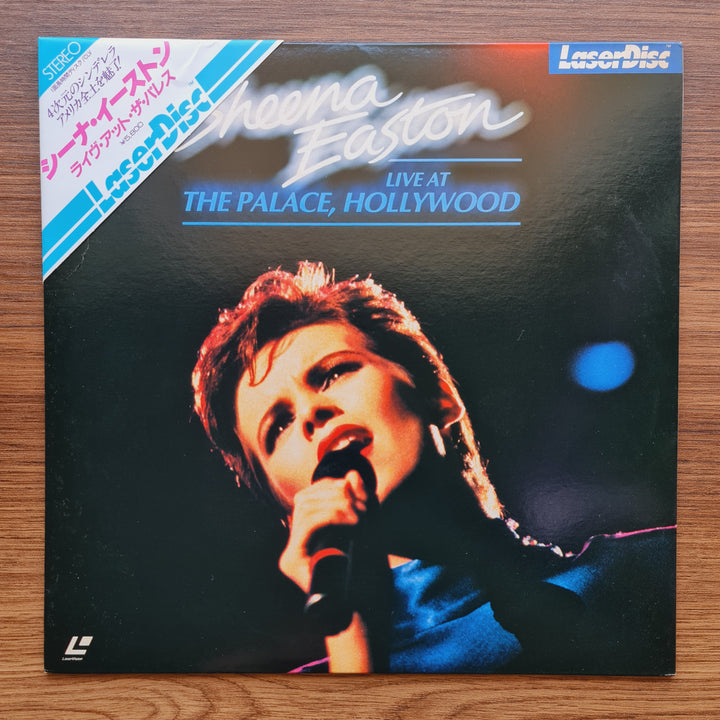 STEREO
4次元のシンデレラ
アメリカ全土を魅了!
シーナ・イーストン
ライヴ・アット・ザ・パレス
¥5,800
LaserDisc
LaserDisc
Sheena
Easton
LIVE AT
THE PALACE, HOLLYWOOD
LaserVision